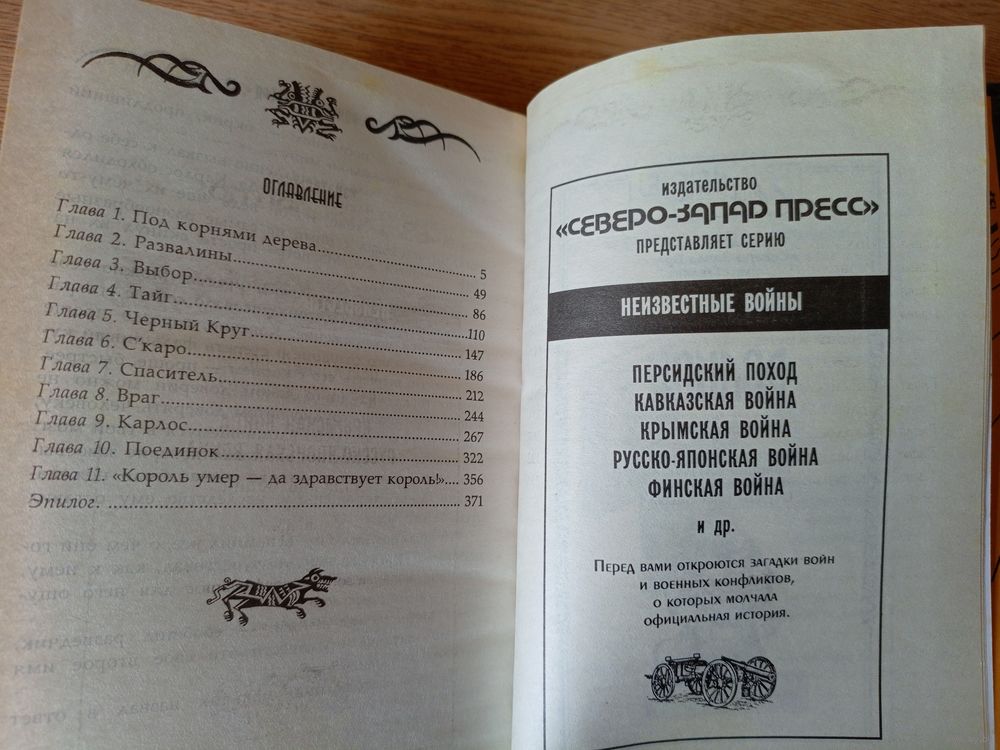 ОГЛАВЛЕНИЕ
Глава 1. Под корнями дерева........5
Глава 2. Развалины........49
Глава 3. Выбор........86
Глава 4. Тайг........110
Глава 5. Черный Круг........147
Глава 6. С'каро........186
Глава 7. Спаситель........212
Глава 8. Враг........244
Глава 9. Карлос........267
Глава 10. Поединок........322
Глава 11. «Король умер — да здравствует король!»....356
Эпилог. ........371
ИЗДАТЕЛЬСТВО
«СЕВЕРО-ЗАПАД ПРЕСС»
ПРЕДСТАВЛЯЕТ СЕРИЮ
НЕИЗВЕСТНЫЕ ВОЙНЫ
ПЕРСИДСКИЙ ПОХОД
КАВКАЗСКАЯ ВОЙНА
КРЫМСКАЯ ВОЙНА
РУССКО-ЯПОНСКАЯ ВОЙНА
ФИНСКАЯ ВОЙНА
И ДР.
Перед вами откроются загадки войн
и военных конфликтов,
о которых молчала
официальная история.